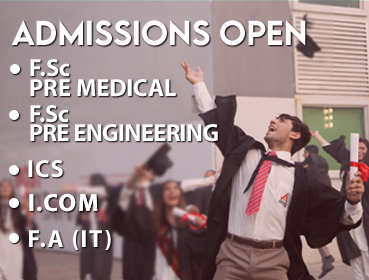 ADMISSIONS OPEN
• F.Sc
PRE MEDICAL
• F.Sc
PRE ENGINEERING
• ICS
• I.COM
• F.A (IT)